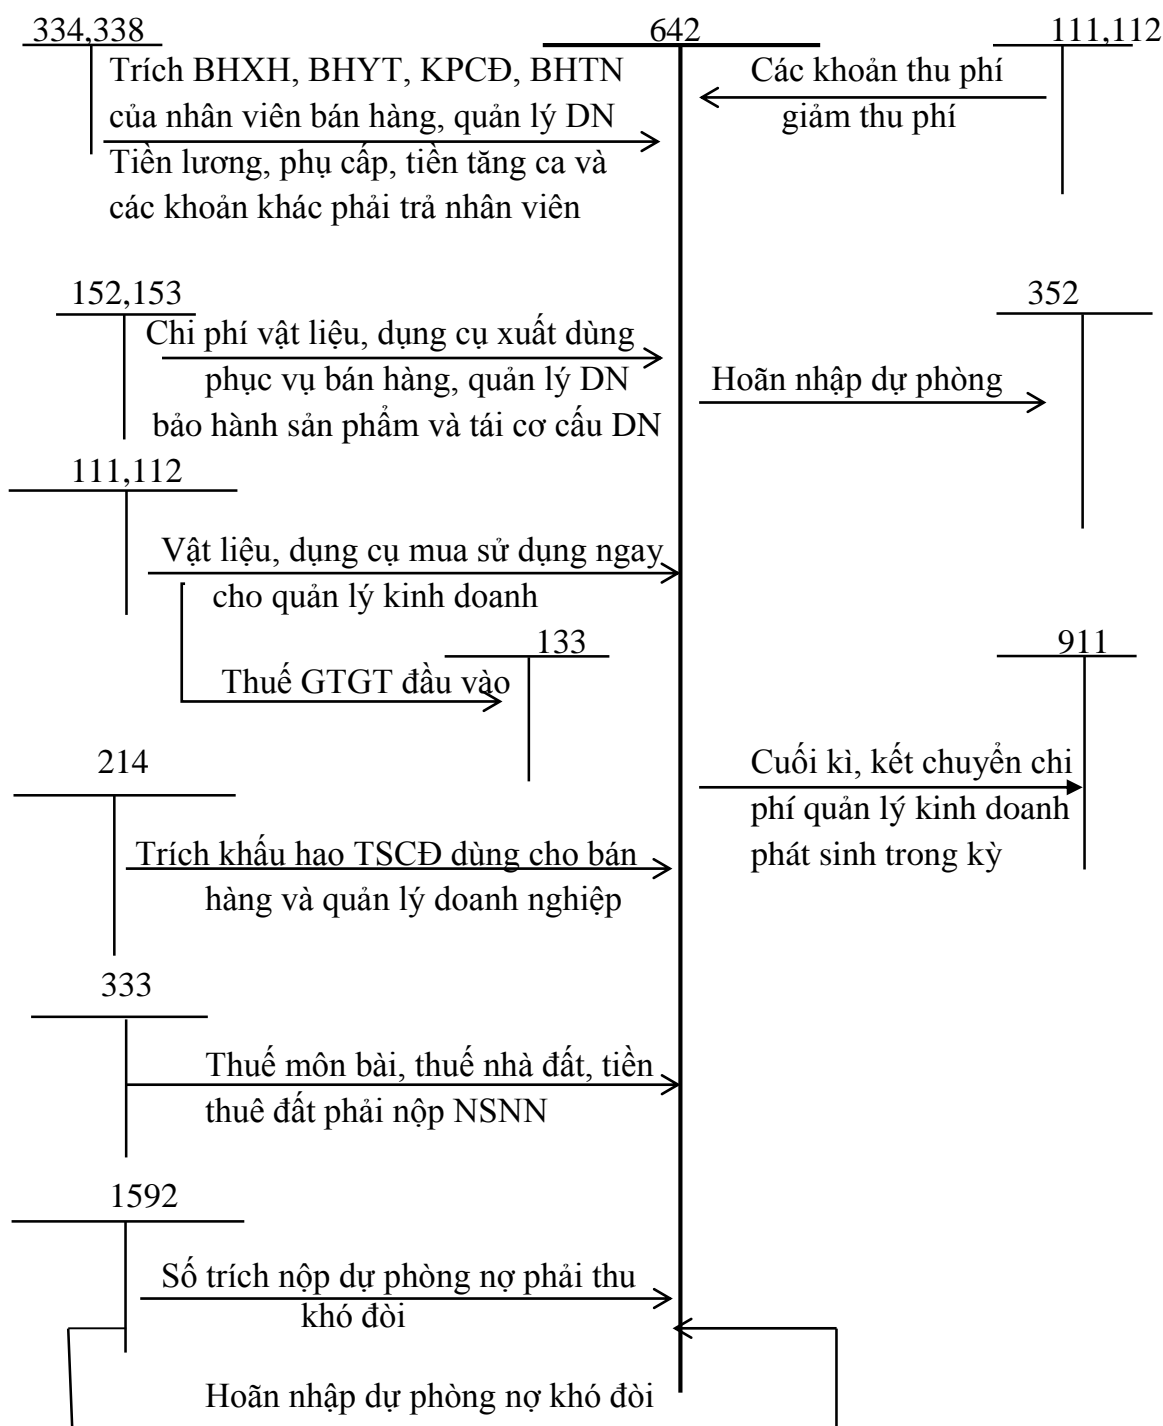 334,338
642
111,112
Trích BHXH, BHYT, KPCĐ, BHTN
của nhân viên bán hàng, quản lý DN
Tiền lương, phụ cấp, tiền tăng ca và
các khoản khác phải trả nhân viên
Các khoản thu phí
giảm thu phí
152,153
352
Chi phí vật liệu, dụng cụ xuất dùng
phục vụ bán hàng, quản lý DN
bảo hành sản phẩm và tái cơ cấu DN
Hoãn nhập dự phòng
111,112
Vật liệu, dụng cụ mua sử dụng ngay
cho quản lý kinh doanh
133
911
Thuế GTGT đầu vào
214
Cuối kì, kết chuyển chi
phí quản lý kinh doanh
phát sinh trong kỳ
Trích khấu hao TSCĐ dùng cho bán
hàng và quản lý doanh nghiệp
333
Thuế môn bài, thuế nhà đất, tiền
thuê đất phải nộp NSNN
1592
Số trích nộp dự phòng nợ phải thu
khó đòi
Hoãn nhập dự phòng nợ khó đòi